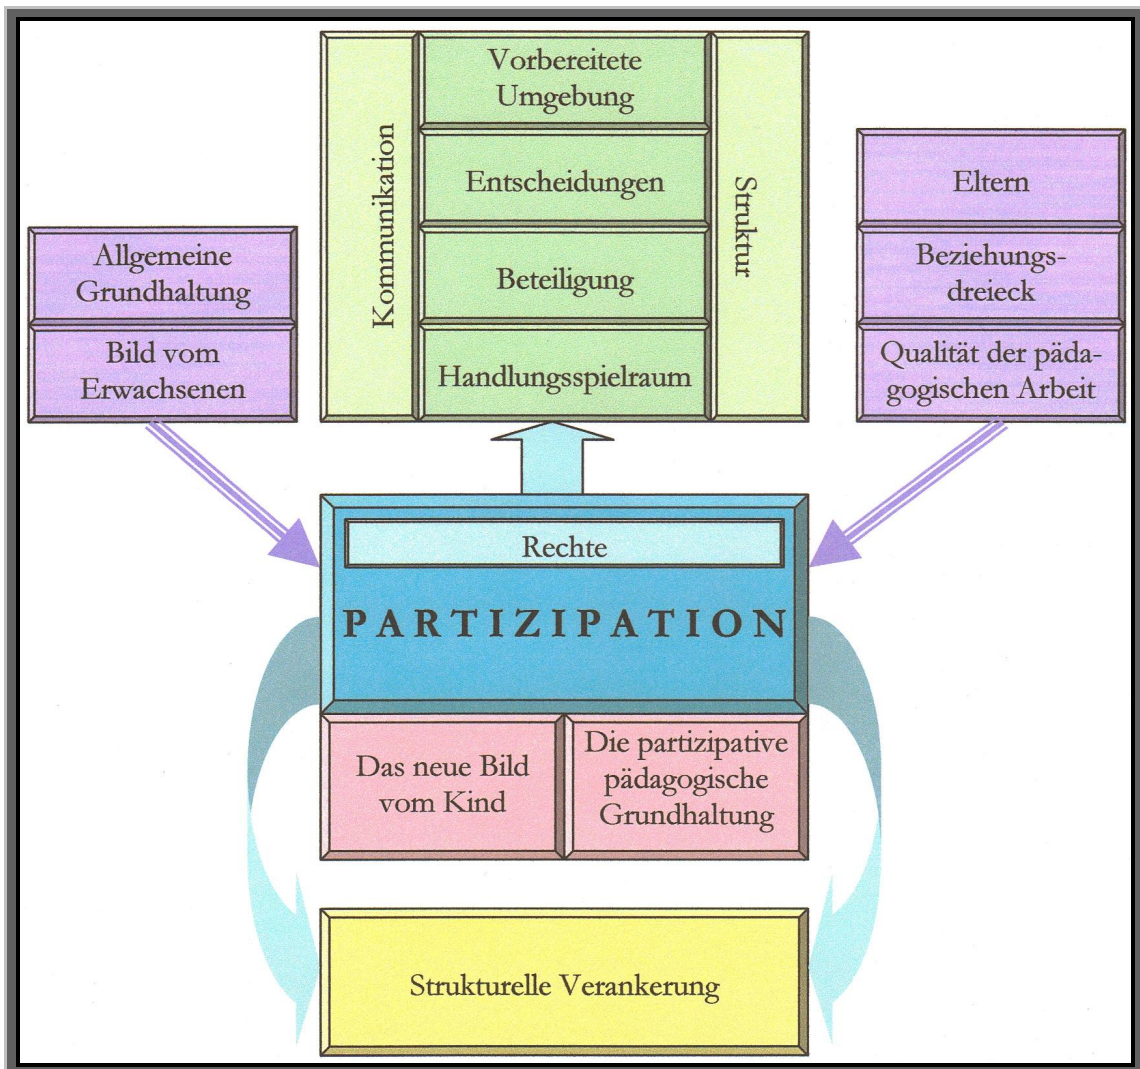 Vorbereitete
Umgebung
Entscheidungen
Beteiligung
Handlungsspielraum
Kommunikation
Struktur
Allgemeine
Grundhaltung
Bild vom
Erwachsenen
Eltern
Beziehungs-
dreieck
Qualität der päda-
gogischen Arbeit
Rechte
PARTIZIPATION
Das neue Bild
vom Kind
Die partizipative
pädagogische
Grundhaltung
Strukturelle Verankerung